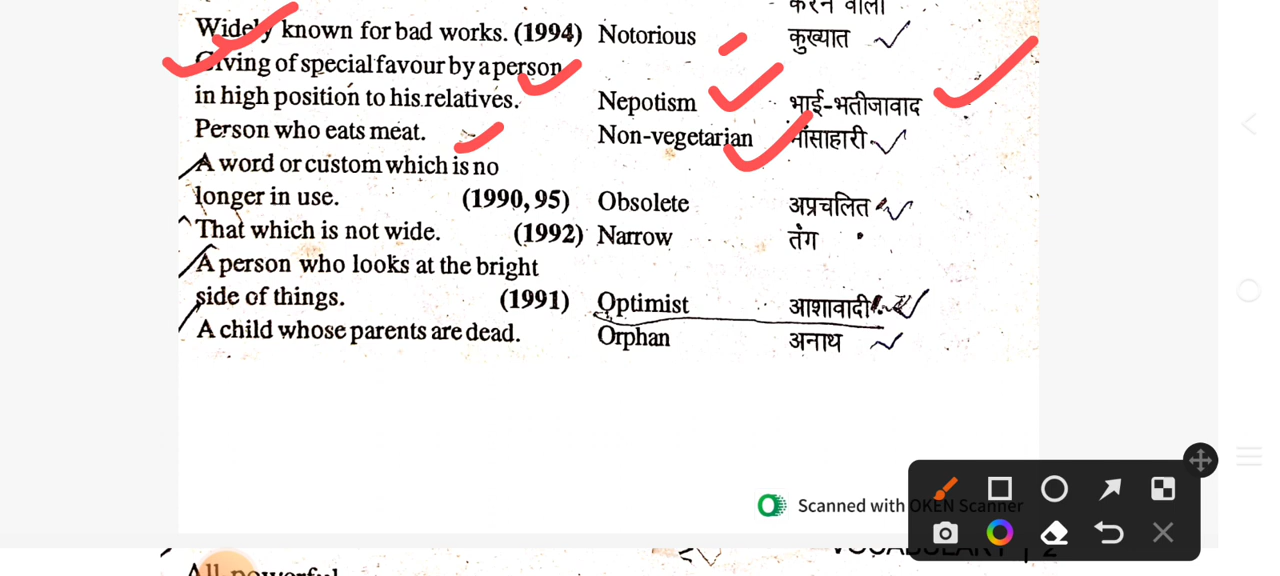 करने वाला
Widely known for bad works. (1994) Notorious कुख्यात
Giving of special favour by a person
in high position to his relatives. Nepotism भाई-भतीजावाद
Person who eats meat. Non-vegetarian माँसाहारी
A word or custom which is no
longer in use. (1990, 95) Obsolete अप्रचलित
That which is not wide. (1992) Narrow तंग
A person who looks at the bright
side of things. (1991) Optimist आशावादी
A child whose parents are dead. Orphan अनाथ
Scanned with OKEN Scanner
VOCABULARY | 2
All powerful